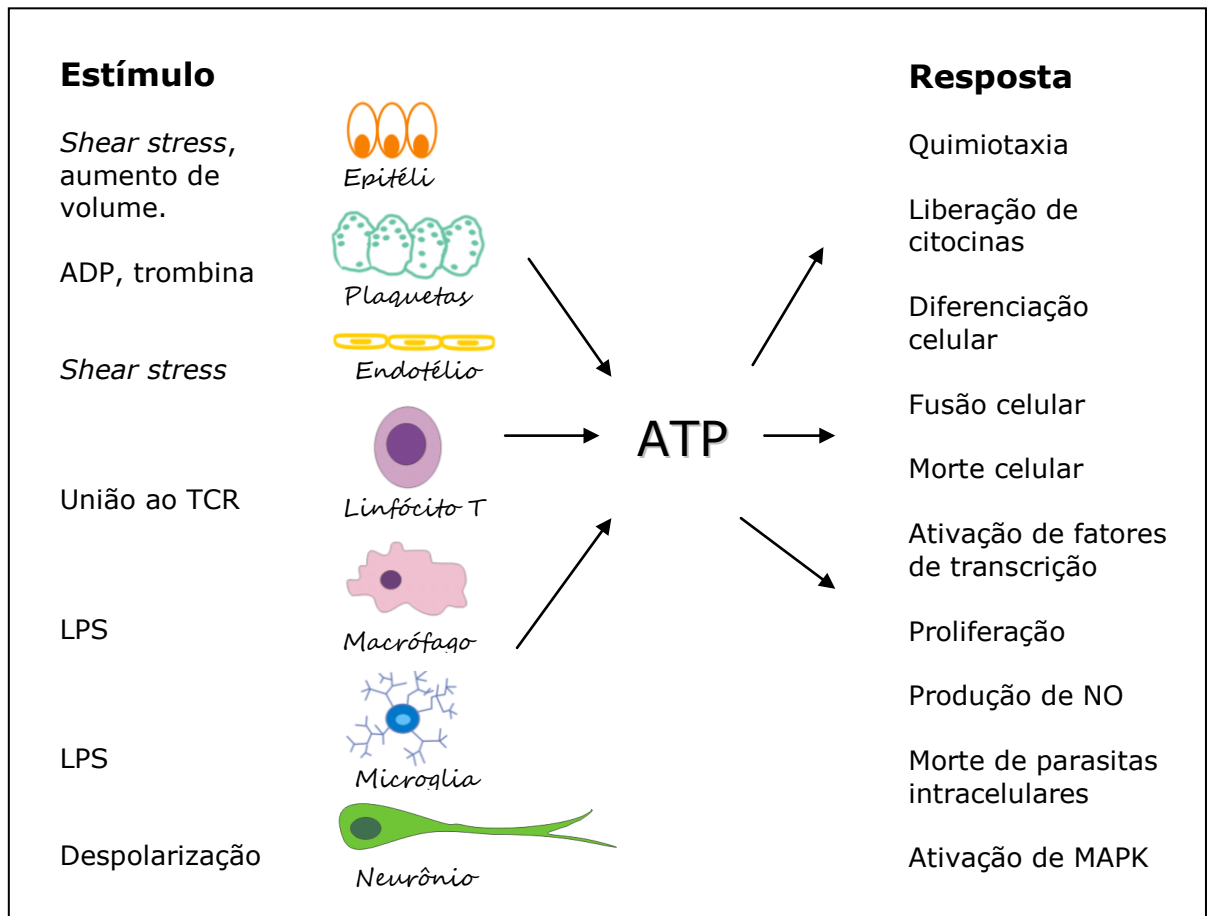 Estímulo
Shear stress,
aumento de
volume.
ADP, trombina
Shear stress
União ao TCR
LPS
LPS
Despolarização
Epitéli
Plaquetas
Endotélio
Linfócito T
Macrófago
Microglia
Neurônio
ATP
Resposta
Quimiotaxia
Liberação de
citocinas
Diferenciação
celular
Fusão celular
Morte celular
Ativação de fatores
de transcrição
Proliferação
Produção de NO
Morte de parasitas
intracelulares
Ativação de MAPK